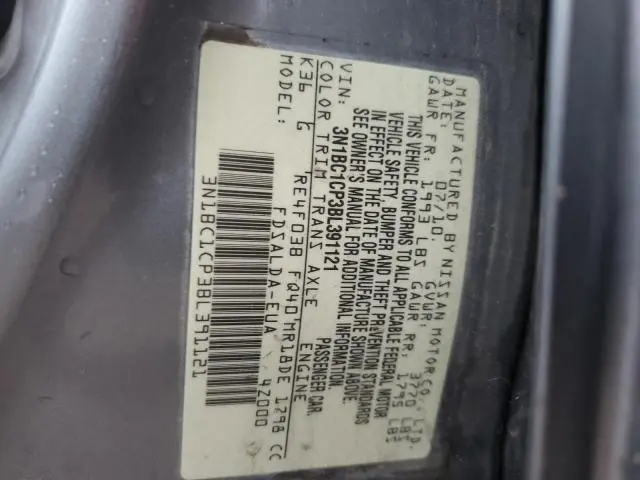 MANUFACTURED BY NISSAN MOTOR CO., LTD.
DATE: 07/10 GVWR: 3770 LBS
GAWR FR: 1993 LBS GAWR RR: 1795 LBS
THIS VEHICLE CONFORMS TO ALL APPLICABLE FEDERAL MOTOR
VEHICLE SAFETY, BUMPER AND THEFT PREVENTION STANDARDS
IN EFFECT ON THE DATE OF MANUFACTURE SHOWN ABOVE.
SEE OWNER'S MANUAL FOR ADDITIONAL INFORMATION.
VIN: 3N1BC1CP3BL391121 PASSENGER CAR
COLOR TRIM TRANS AXLE ENGINE
K36 G RE4F03B FQ40 MR18DE 1798 CC
MODEL: FDSALDA-EUA 4Z000
3N1BC1CP3BL391121